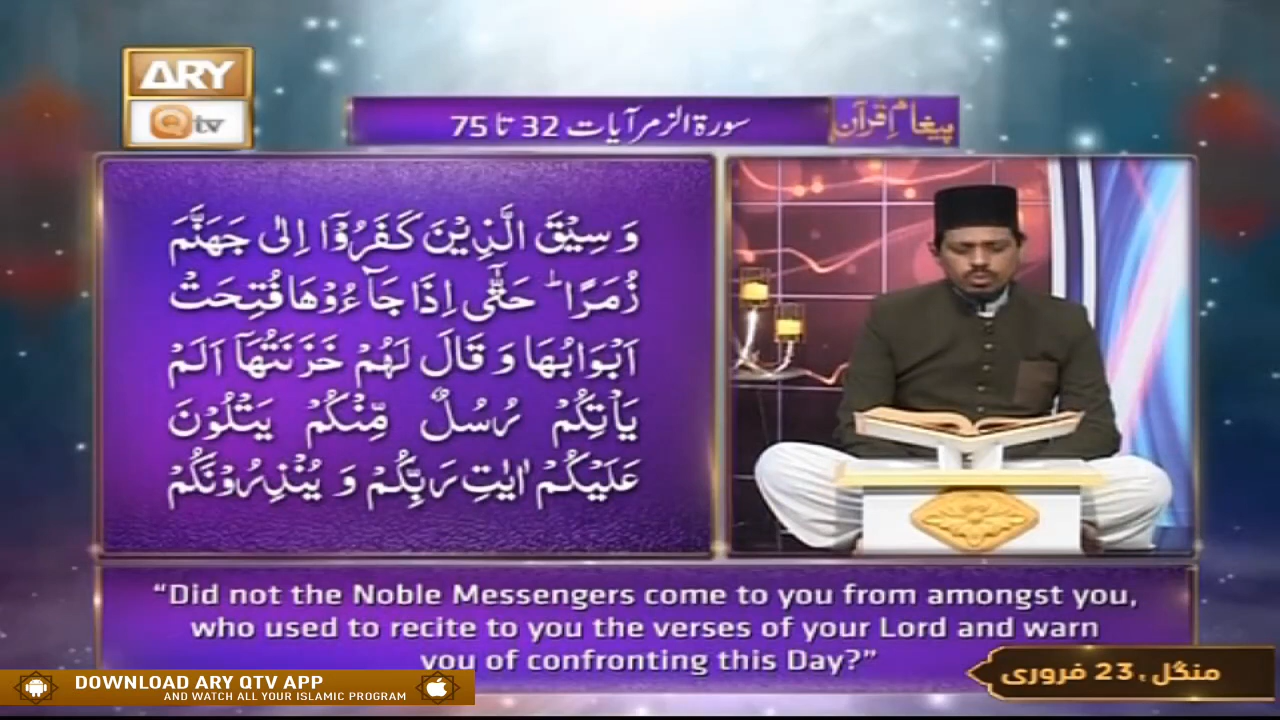 ARY
Qtv
پیغام قرآن
سورۃ الزمر آیات 32 تا 75
وَ سِیْقَ الَّذِیْنَ كَفَرُوْۤا اِلٰى جَهَنَّمَ
زُمَرًاؕ حَتّٰۤى اِذَا جَآءُوْهَا فُتِحَتْ
اَبْوَابُهَا وَ قَالَ لَهُمْ خَزَنَتُهَاۤ اَلَمْ
یَاْتِكُمْ رُسُلٌ مِّنْكُمْ یَتْلُوْنَ
عَلَیْكُمْ اٰیٰتِ رَبِّكُمْ وَ یُنْذِرُوْنَكُمْ
“Did not the Noble Messengers come to you from amongst you,
who used to recite to you the verses of your Lord and warn
you of confronting this Day?”
منگل، 23 فروری
DOWNLOAD ARY QTV APP
AND WATCH ALL YOUR ISLAMIC PROGRAM